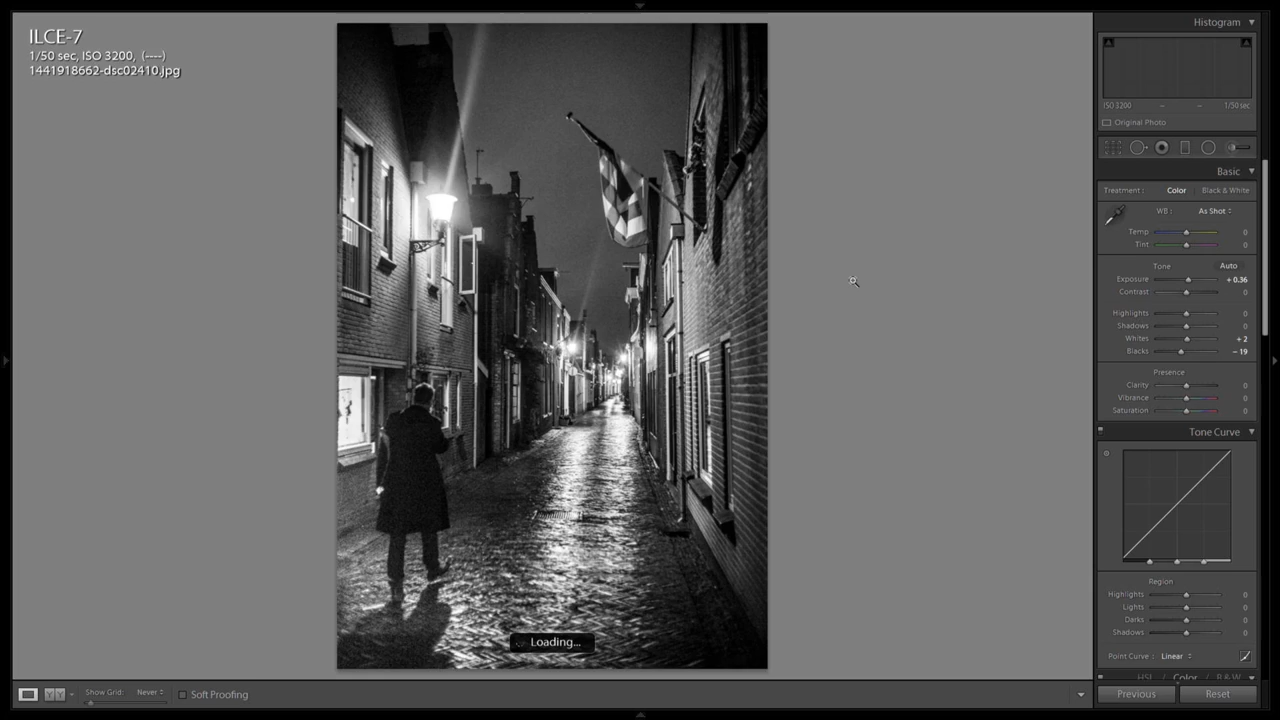 ILCE-7
1/50 sec, ISO 3200, (----)
1441918662-dsc02410.jpg
Loading...
Show Grid: Never
Soft Proofing
Histogram
ISO 3200 – – 1/50 sec
Original Photo
Basic
Treatment: Color Black & White
WB: As Shot
Temp 0
Tint 0
Tone Auto
Exposure + 0.36
Contrast 0
Highlights 0
Shadows 0
Whites + 2
Blacks – 19
Presence
Clarity 0
Vibrance 0
Saturation 0
Tone Curve
Region
Highlights 0
Lights 0
Darks 0
Shadows 0
Point Curve: Linear
HSL / Color / B & W
Previous Reset